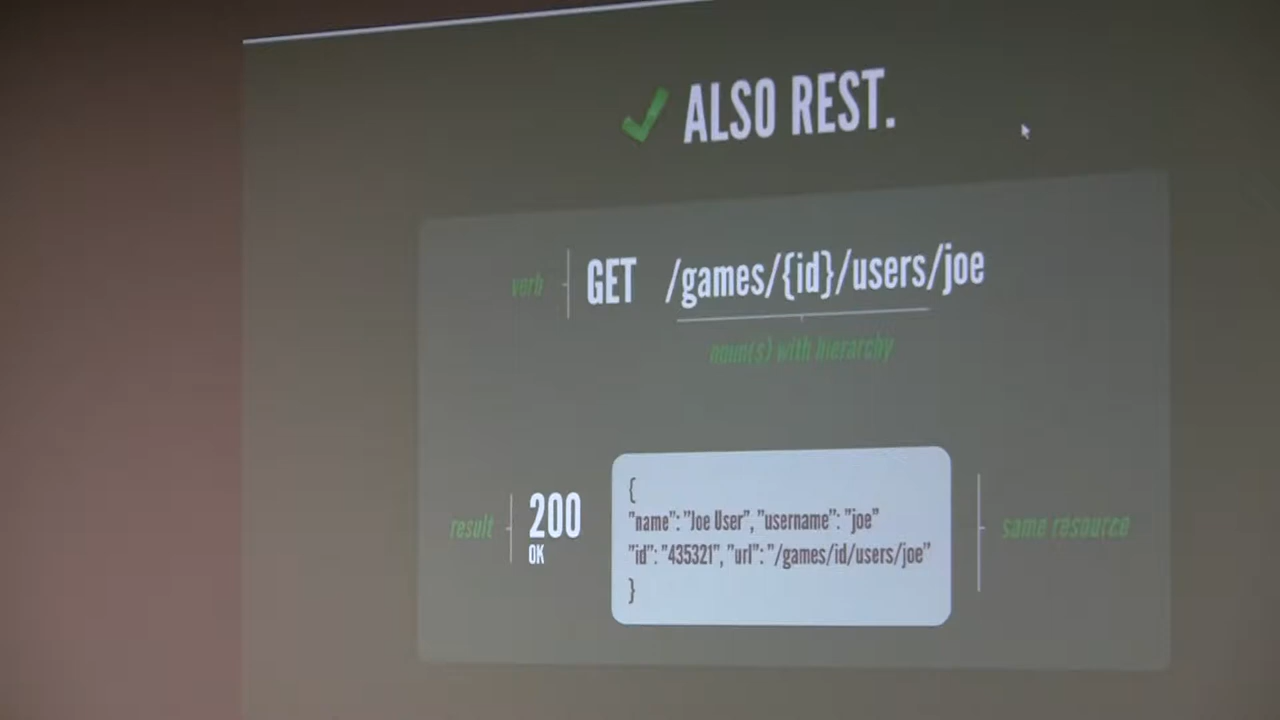 ALSO REST.
verb GET /games/{id}/users/joe
noun(s) with hierarchy
{
"name": "Joe User", "username": "joe"
result 200 "id": "435321", "url": "/games/id/users/joe" same resource
OK
}